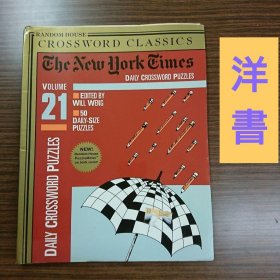 RANDOM HOUSE
CROSSWORD CLASSICS
The New York Times
DAILY CROSSWORD PUZZLES
VOLUME
21
EDITED BY
WILL WENG
50
DAILY-SIZE
PUZZLES
DAILY CROSSWORD PUZZLES
NEW!
洋
書